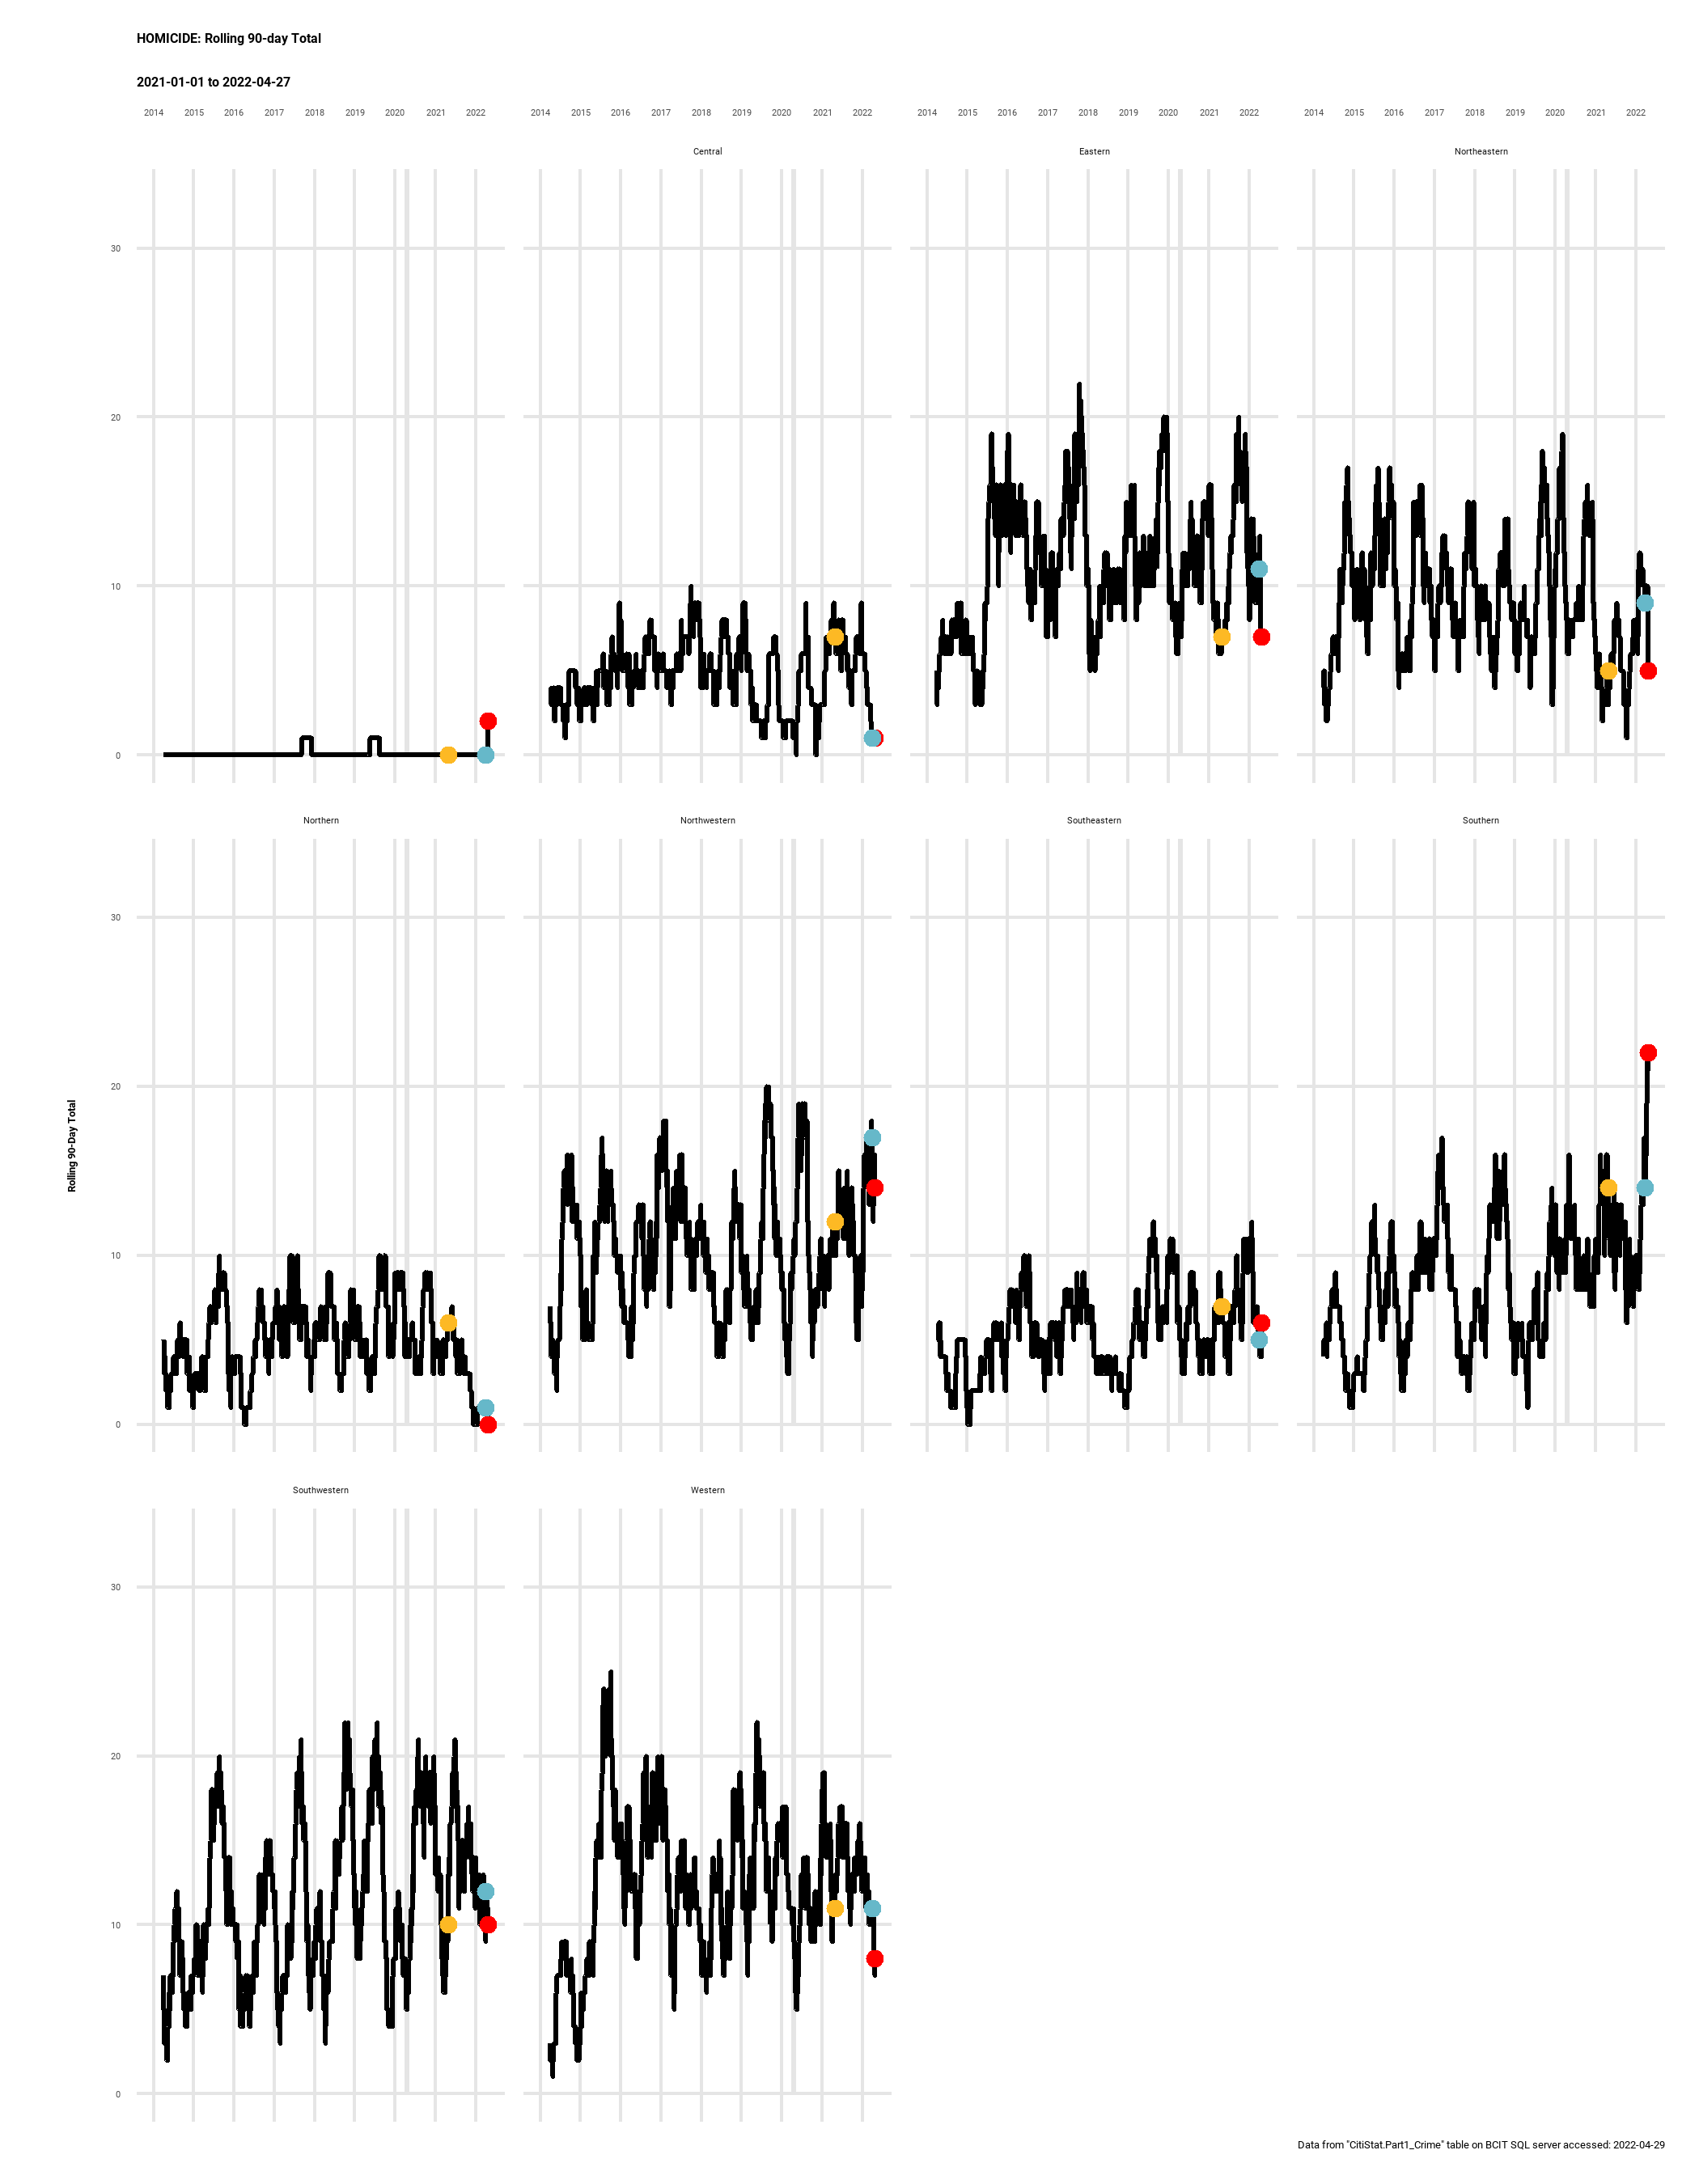 HOMICIDE: Rolling 90-day Total
2021-01-01 to 2022-04-27
2014 2015 2016 2017 2018 2019 2020 2021 2022 2014 2015 2016 2017 2018 2019 2020 2021 2022 2014 2015 2016 2017 2018 2019 2020 2021 2022 2014 2015 2016 2017 2018 2019 2020 2021 2022
Central Eastern Northeastern
30
20
10
0
Northern Northwestern Southeastern Southern
30
20
Rolling 90-Day Total
10
0
Southwestern Western
30
20
10
0
Data from "CitiStat.Part1_Crime" table on BCIT SQL server accessed: 2022-04-29